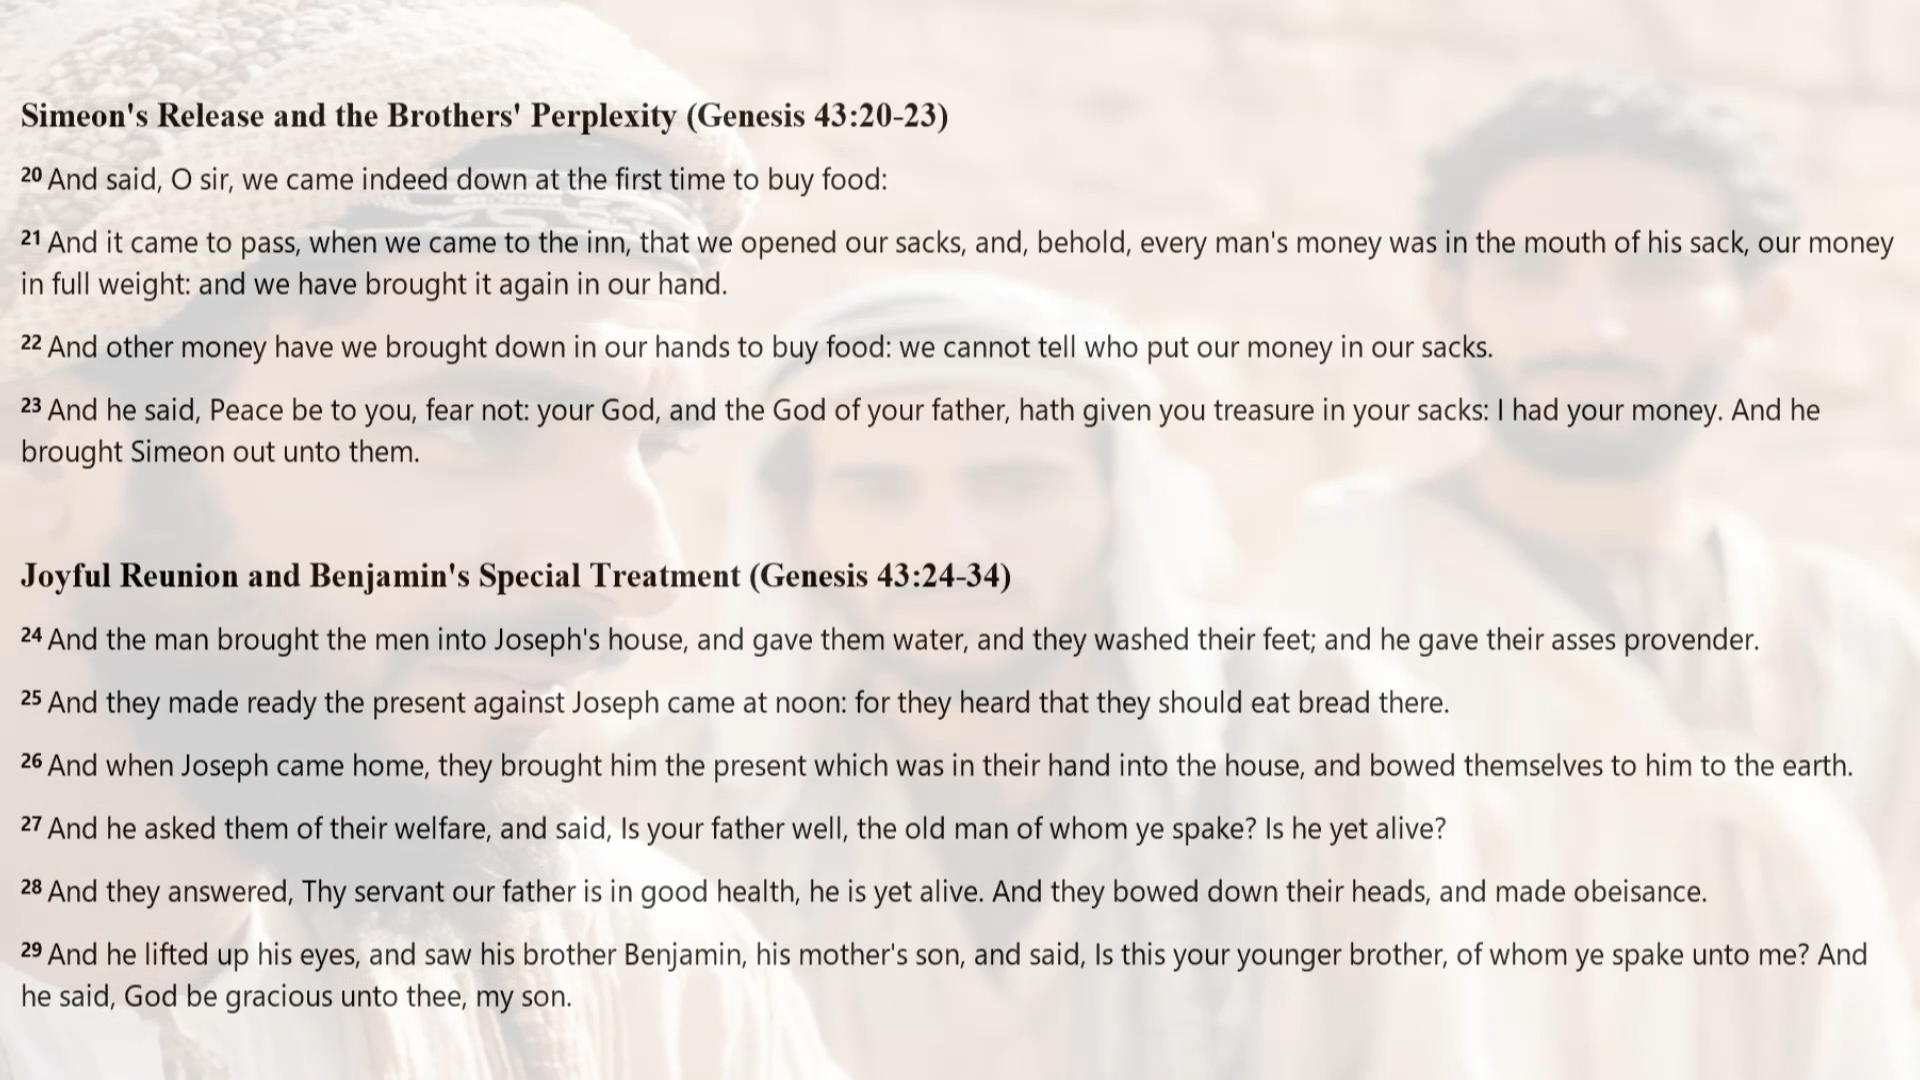 Simeon's Release and the Brothers' Perplexity (Genesis 43:20-23)
20 And said, O sir, we came indeed down at the first time to buy food:
21 And it came to pass, when we came to the inn, that we opened our sacks, and, behold, every man's money was in the mouth of his sack, our money
in full weight: and we have brought it again in our hand.
22 And other money have we brought down in our hands to buy food: we cannot tell who put our money in our sacks.
23 And he said, Peace be to you, fear not: your God, and the God of your father, hath given you treasure in your sacks: I had your money. And he
brought Simeon out unto them.
Joyful Reunion and Benjamin's Special Treatment (Genesis 43:24-34)
24 And the man brought the men into Joseph's house, and gave them water, and they washed their feet; and he gave their asses provender.
25 And they made ready the present against Joseph came at noon: for they heard that they should eat bread there.
26 And when Joseph came home, they brought him the present which was in their hand into the house, and bowed themselves to him to the earth.
27 And he asked them of their welfare, and said, Is your father well, the old man of whom ye spake? Is he yet alive?
28 And they answered, Thy servant our father is in good health, he is yet alive. And they bowed down their heads, and made obeisance.
29 And he lifted up his eyes, and saw his brother Benjamin, his mother's son, and said, Is this your younger brother, of whom ye spake unto me? And
he said, God be gracious unto thee, my son.